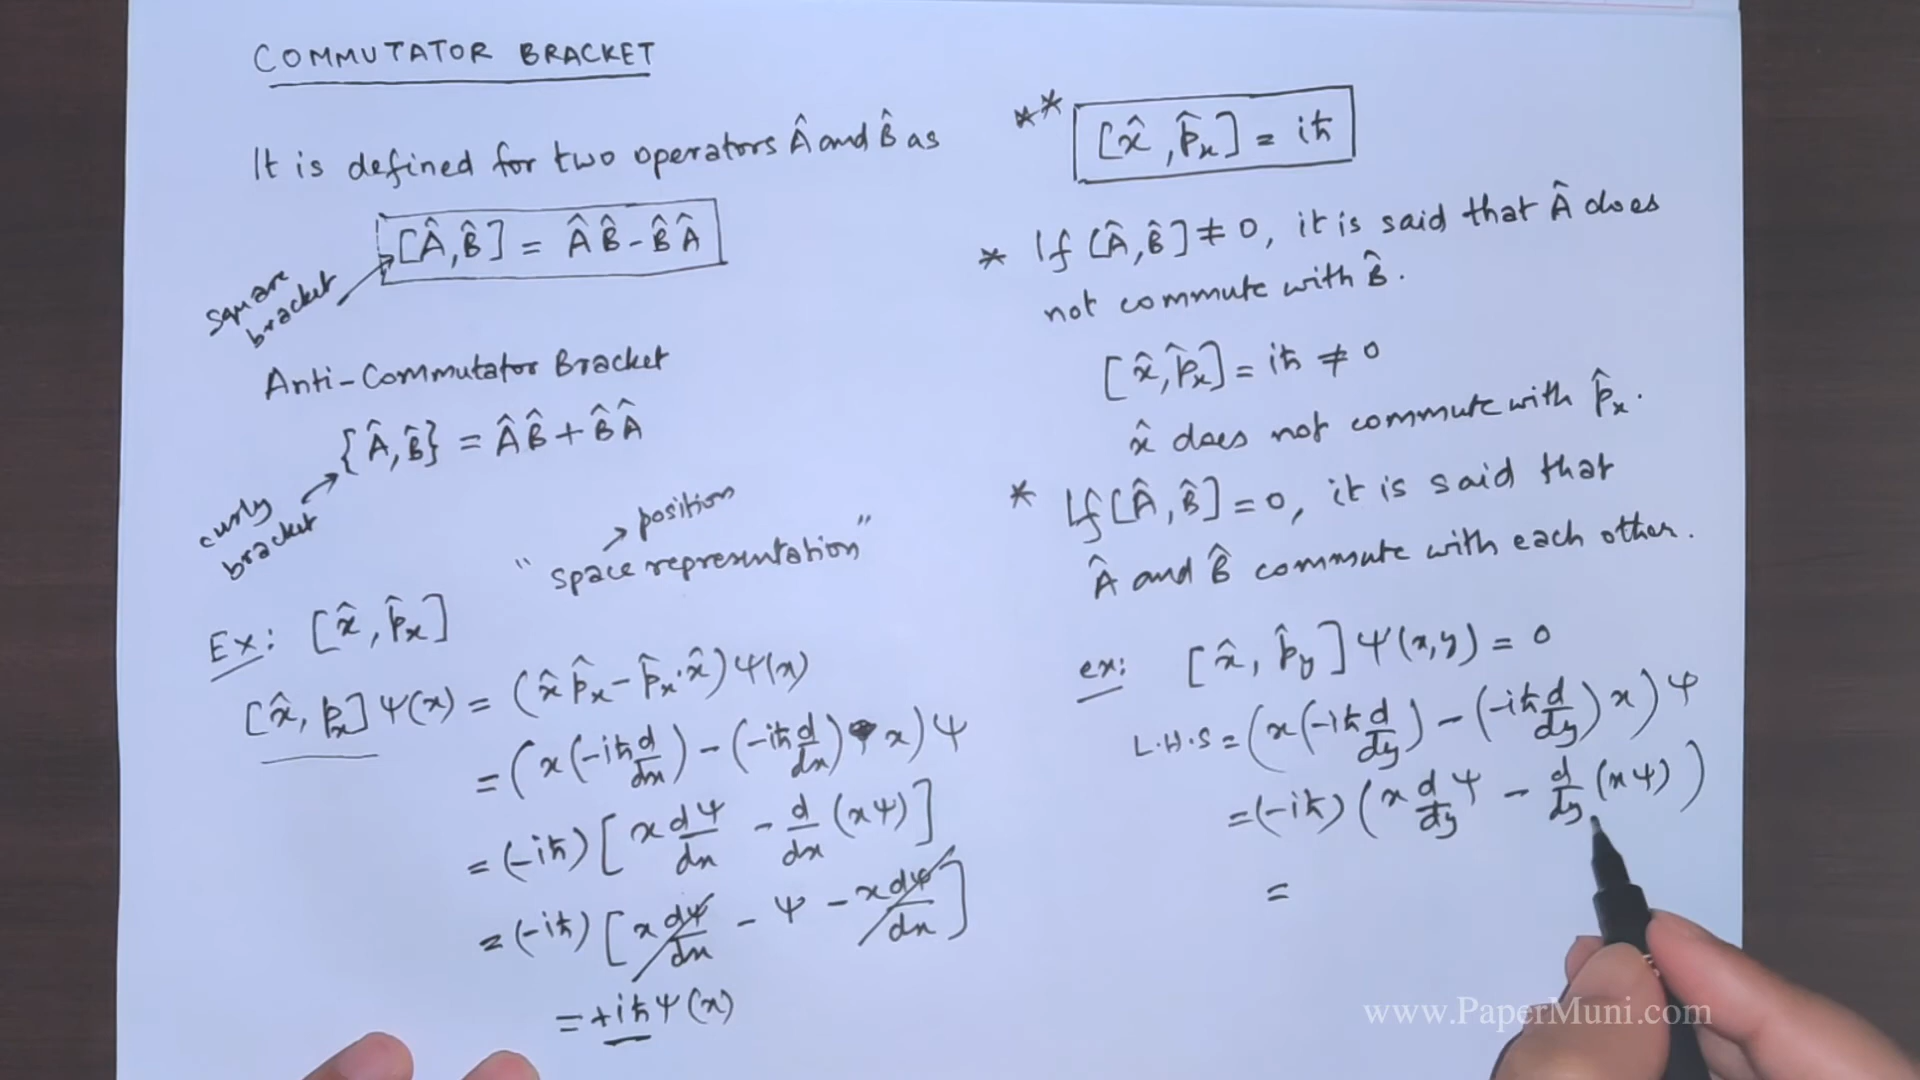 COMMUTATOR BRACKET
It is defined for two operators Â and B̂ as
[Â,B̂] = ÂB̂-B̂Â
square
bracket
Anti-Commutator Bracket
{Â,B̂} = ÂB̂+B̂Â
curly
bracket
position
"space representation"
Ex: [x̂,p̂x]
[x̂,p̂x]Ψ(x) = (x̂p̂x-p̂x·x̂)Ψ(x)
= (x(-iħ d/dx) - (-iħ d/dx) x)Ψ
= (-iħ)[x dΨ/dx - d/dx (xΨ)]
= (-iħ)[x dΨ/dx - Ψ - x dΨ/dx]
= +iħΨ(x)
** [x̂,p̂x] = iħ
* If [Â,B̂] ≠ 0, it is said that Â does
not commute with B̂.
[x̂,p̂x] = iħ ≠ 0
x̂ does not commute with p̂x.
* If [Â,B̂] = 0, it is said that
Â and B̂ commute with each other.
ex: [x̂,p̂y]Ψ(x,y) = 0
L.H.S = (x(-iħ d/dy) - (-iħ d/dy)x)Ψ
= (-iħ)(x d/dy Ψ - d/dy (xΨ))
=
www.PaperMuni.com